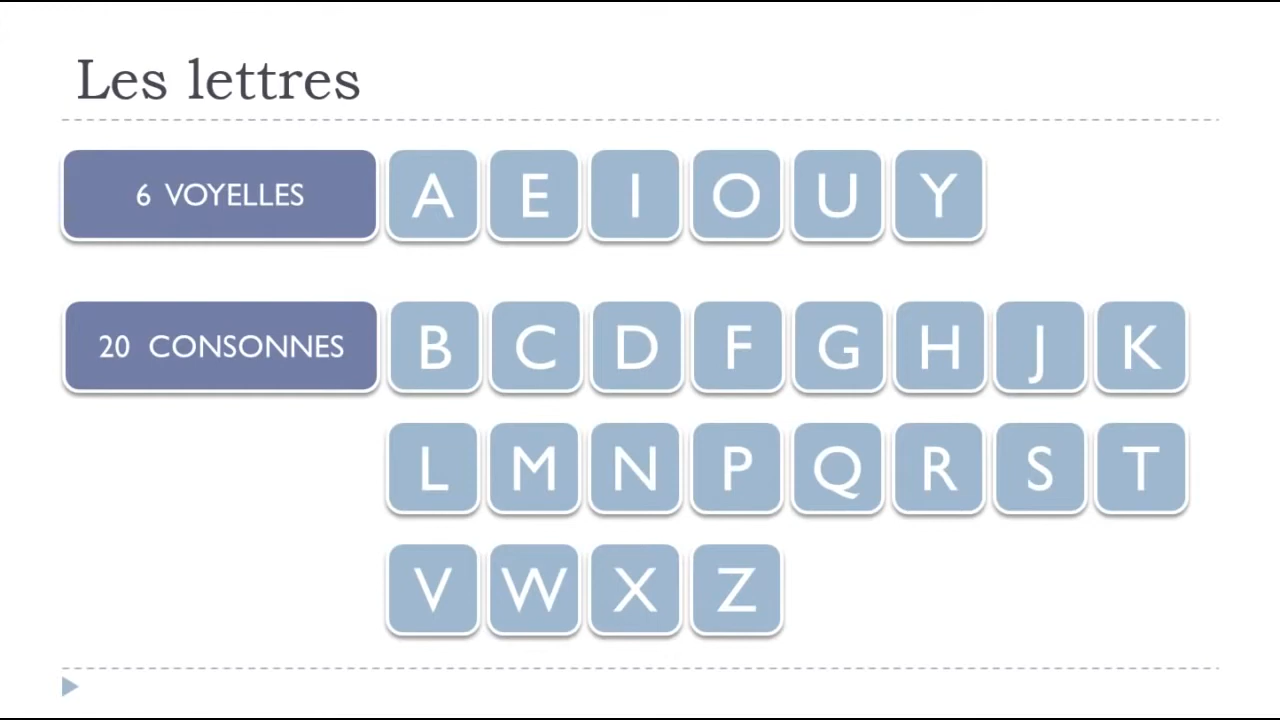 Les lettres
6 VOYELLES A E I O U Y
20 CONSONNES B C D F G H J K
L M N P Q R S T
V W X Z